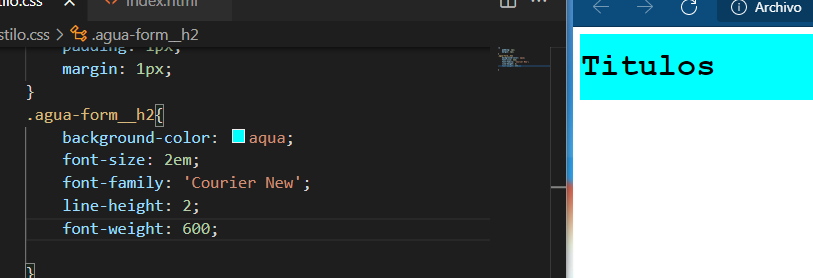 tilo.css
index.html
Archivo
stilo.css > .agua-form__h2
padding: 1px;
margin: 1px;
}
.agua-form__h2{
background-color: aqua;
font-size: 2em;
font-family: 'Courier New';
line-height: 2;
font-weight: 600;
}
Titulos